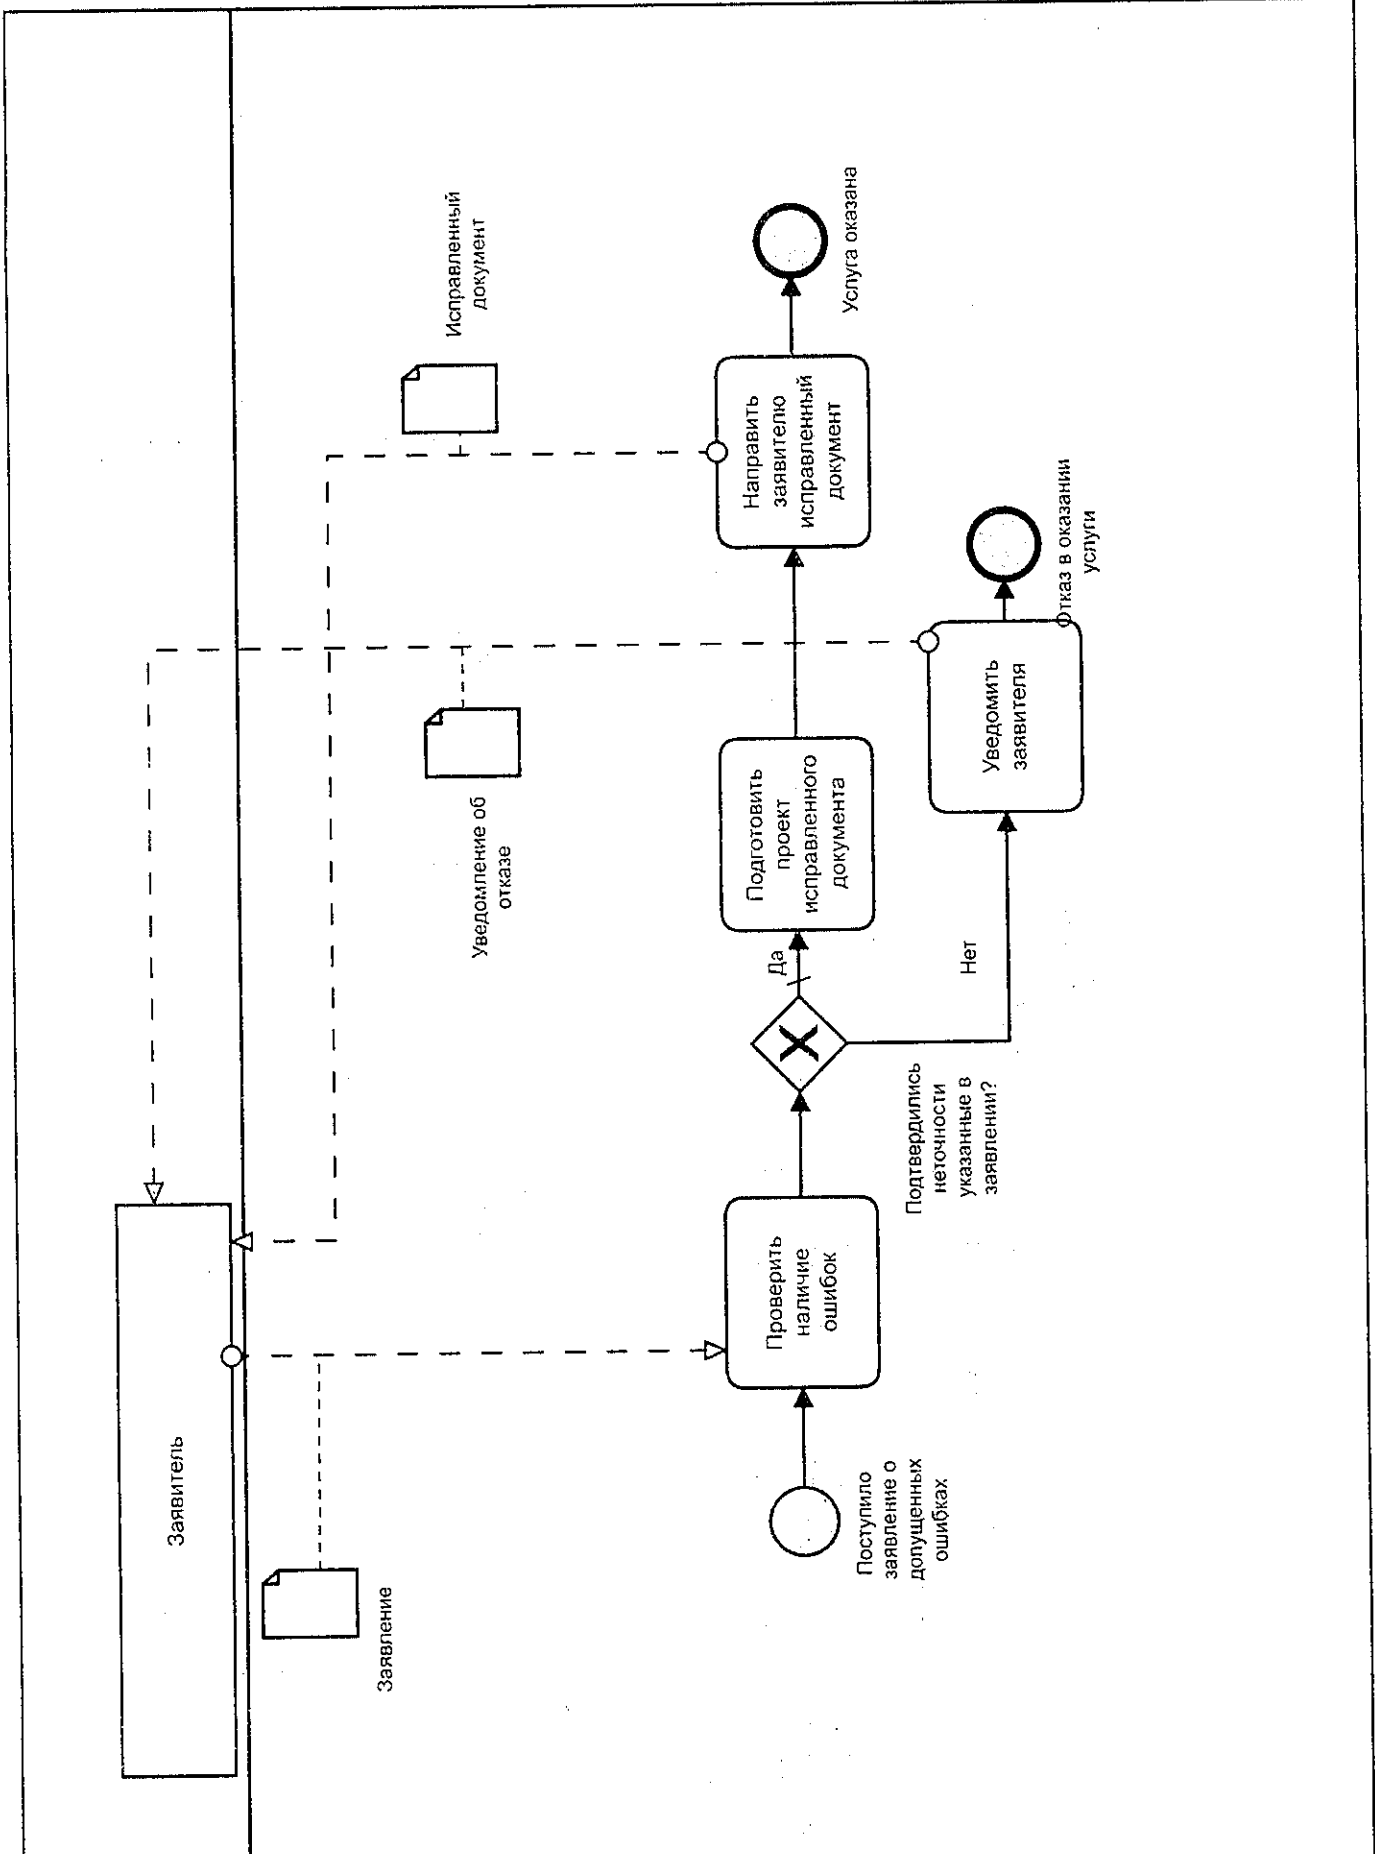 Заявитель
Заявление
Уведомление об
отказе
Исправленный
документ
Поступило
заявление о
допущенных
ошибках
Проверить
наличие
ошибок
Подтвердились
неточности
указанные в
заявлении?
Да
Нет
Подготовить
проект
исправленного
документа
Направить
заявителю
исправленный
документ
Услуга оказана
Уведомить
заявителя
Отказ в оказании
услуги